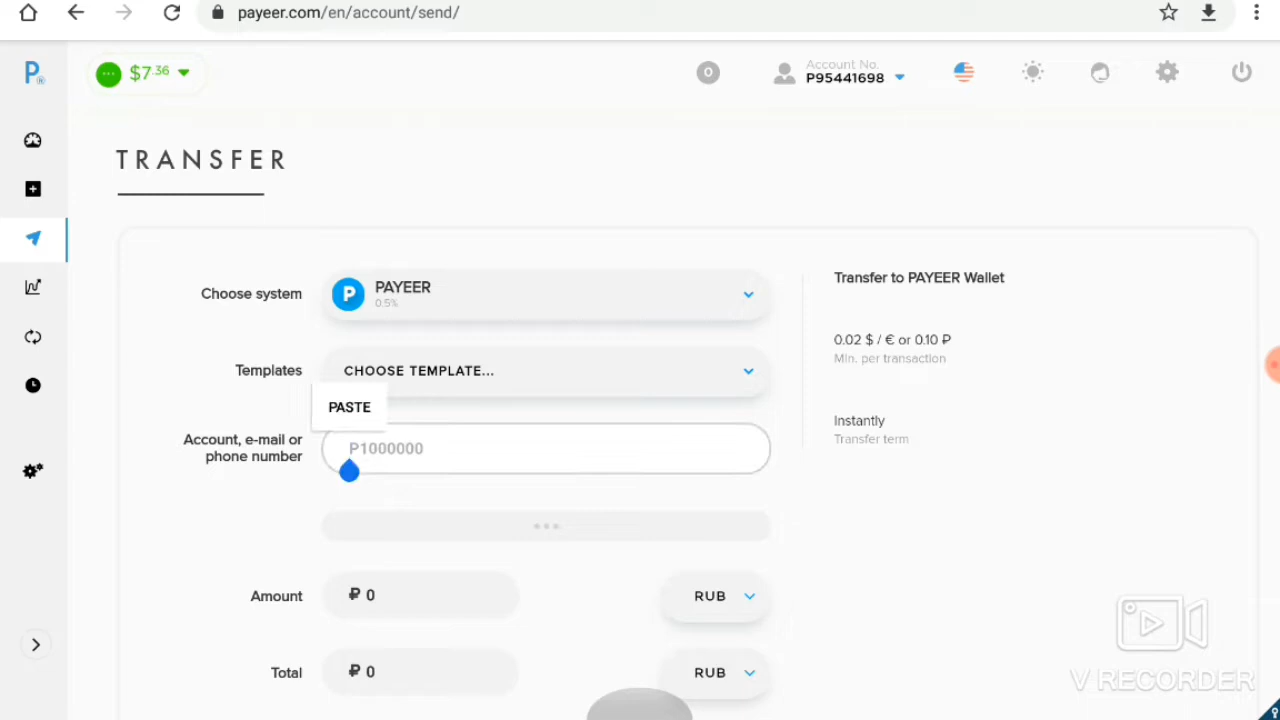 payeer.com/en/account/send/
P
$7.36
0
Account No.
P95441698
TRANSFER
Choose system
P
PAYEER
0.5%
Transfer to PAYEER Wallet
0.02 $ / € or 0.10 ₽
Min. per transaction
Templates
CHOOSE TEMPLATE...
PASTE
Account, e-mail or
phone number
P1000000
Instantly
Transfer term
Amount
₽ 0
RUB
Total
₽ 0
RUB
V RECORDER